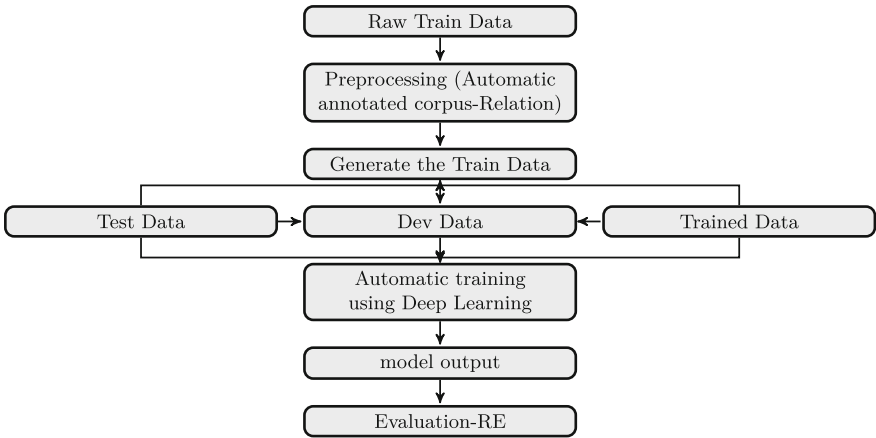 Raw Train Data
Preprocessing (Automatic
annotated corpus-Relation)
Generate the Train Data
Test Data
Dev Data
Trained Data
Automatic training
using Deep Learning
model output
Evaluation-RE